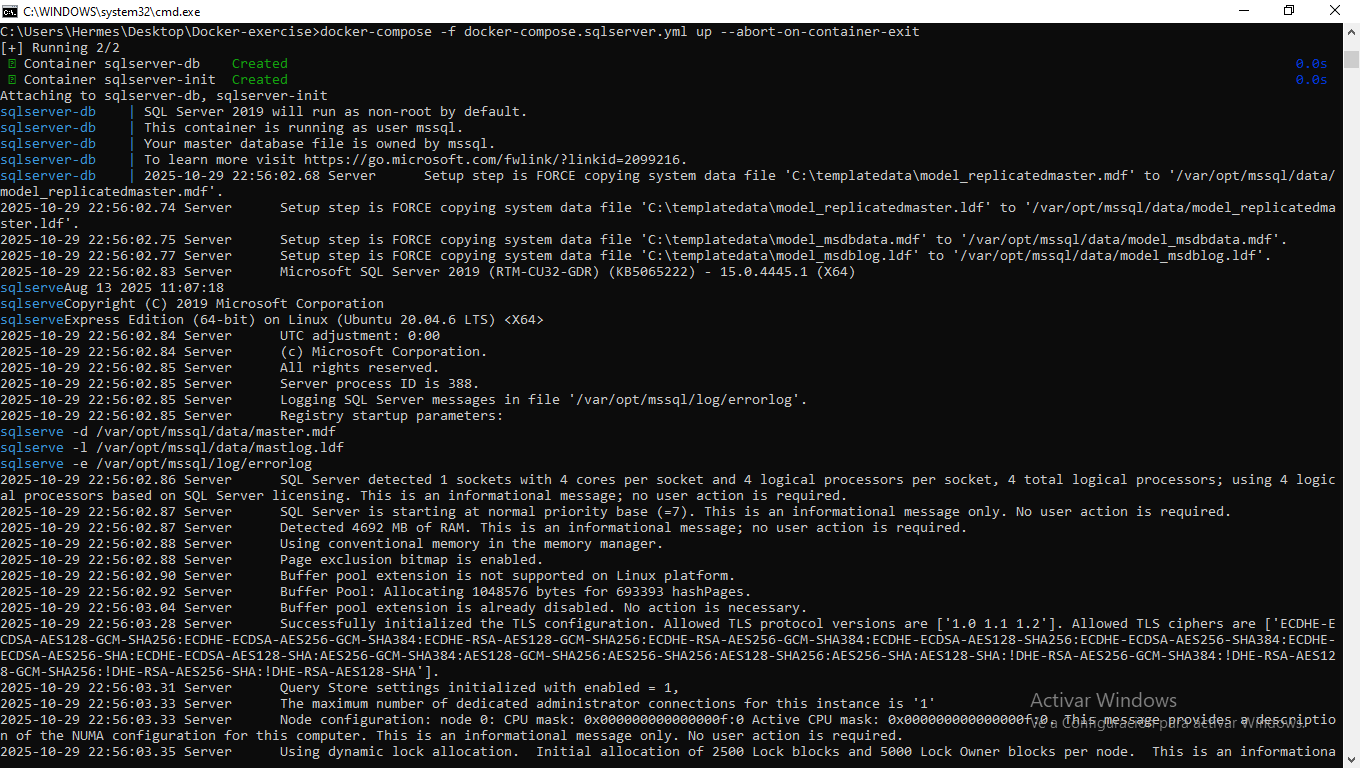 C:\WINDOWS\system32\cmd.exe
C:\Users\Hermes\Desktop\Docker-exercise>docker-compose -f docker-compose.sqlserver.yml up --abort-on-container-exit
[+] Running 2/2
Container sqlserver-db Created 0.0s
Container sqlserver-init Created 0.0s
Attaching to sqlserver-db, sqlserver-init
sqlserver-db | SQL Server 2019 will run as non-root by default.
sqlserver-db | This container is running as user mssql.
sqlserver-db | Your master database file is owned by mssql.
sqlserver-db | To learn more visit https://go.microsoft.com/fwlink/?linkid=2099216.
sqlserver-db | 2025-10-29 22:56:02.68 Server Setup step is FORCE copying system data file 'C:\templatedata\model_replicatedmaster.mdf' to '/var/opt/mssql/data/
model_replicatedmaster.mdf'.
2025-10-29 22:56:02.74 Server Setup step is FORCE copying system data file 'C:\templatedata\model_replicatedmaster.ldf' to '/var/opt/mssql/data/model_replicatedma
ster.ldf'.
2025-10-29 22:56:02.75 Server Setup step is FORCE copying system data file 'C:\templatedata\model_msdbdata.mdf' to '/var/opt/mssql/data/model_msdbdata.mdf'.
2025-10-29 22:56:02.77 Server Setup step is FORCE copying system data file 'C:\templatedata\model_msdblog.ldf' to '/var/opt/mssql/data/model_msdblog.ldf'.
2025-10-29 22:56:02.83 Server Microsoft SQL Server 2019 (RTM-CU32-GDR) (KB5065222) - 15.0.4445.1 (X64)
sqlserveAug 13 2025 11:07:18
sqlserveCopyright (C) 2019 Microsoft Corporation
sqlserveExpress Edition (64-bit) on Linux (Ubuntu 20.04.6 LTS) <X64>
2025-10-29 22:56:02.84 Server UTC adjustment: 0:00
2025-10-29 22:56:02.84 Server (c) Microsoft Corporation.
2025-10-29 22:56:02.85 Server All rights reserved.
2025-10-29 22:56:02.85 Server Server process ID is 388.
2025-10-29 22:56:02.85 Server Logging SQL Server messages in file '/var/opt/mssql/log/errorlog'.
2025-10-29 22:56:02.85 Server Registry startup parameters:
sqlserve -d /var/opt/mssql/data/master.mdf
sqlserve -l /var/opt/mssql/data/mastlog.ldf
sqlserve -e /var/opt/mssql/log/errorlog
2025-10-29 22:56:02.86 Server SQL Server detected 1 sockets with 4 cores per socket and 4 logical processors per socket, 4 total logical processors; using 4 logic
al processors based on SQL Server licensing. This is an informational message; no user action is required.
2025-10-29 22:56:02.87 Server SQL Server is starting at normal priority base (=7). This is an informational message only. No user action is required.
2025-10-29 22:56:02.87 Server Detected 4692 MB of RAM. This is an informational message; no user action is required.
2025-10-29 22:56:02.88 Server Using conventional memory in the memory manager.
2025-10-29 22:56:02.88 Server Page exclusion bitmap is enabled.
2025-10-29 22:56:02.90 Server Buffer pool extension is not supported on Linux platform.
2025-10-29 22:56:02.92 Server Buffer Pool: Allocating 1048576 bytes for 693393 hashPages.
2025-10-29 22:56:03.04 Server Buffer pool extension is already disabled. No action is necessary.
2025-10-29 22:56:03.28 Server Successfully initialized the TLS configuration. Allowed TLS protocol versions are ['1.0 1.1 1.2']. Allowed TLS ciphers are ['ECDHE-E
CDSA-AES128-GCM-SHA256:ECDHE-ECDSA-AES256-GCM-SHA384:ECDHE-RSA-AES128-GCM-SHA256:ECDHE-RSA-AES256-GCM-SHA384:ECDHE-ECDSA-AES128-SHA256:ECDHE-ECDSA-AES256-SHA384:ECDHE-
ECDSA-AES256-SHA:ECDHE-ECDSA-AES128-SHA:AES256-GCM-SHA384:AES128-GCM-SHA256:AES256-SHA256:AES128-SHA256:AES256-SHA:AES128-SHA:!DHE-RSA-AES256-GCM-SHA384:!DHE-RSA-AES12
8-GCM-SHA256:!DHE-RSA-AES256-SHA:!DHE-RSA-AES128-SHA'].
2025-10-29 22:56:03.31 Server Query Store settings initialized with enabled = 1,
2025-10-29 22:56:03.33 Server The maximum number of dedicated administrator connections for this instance is '1'
2025-10-29 22:56:03.33 Server Node configuration: node 0: CPU mask: 0x000000000000000f:0 Active CPU mask: 0x000000000000000f:0. This message provides a descriptio
n of the NUMA configuration for this computer. This is an informational message only. No user action is required.
2025-10-29 22:56:03.35 Server Using dynamic lock allocation. Initial allocation of 2500 Lock blocks and 5000 Lock Owner blocks per node. This is an informationa
Activar Windows
Ve a Configuración para activar Windows.